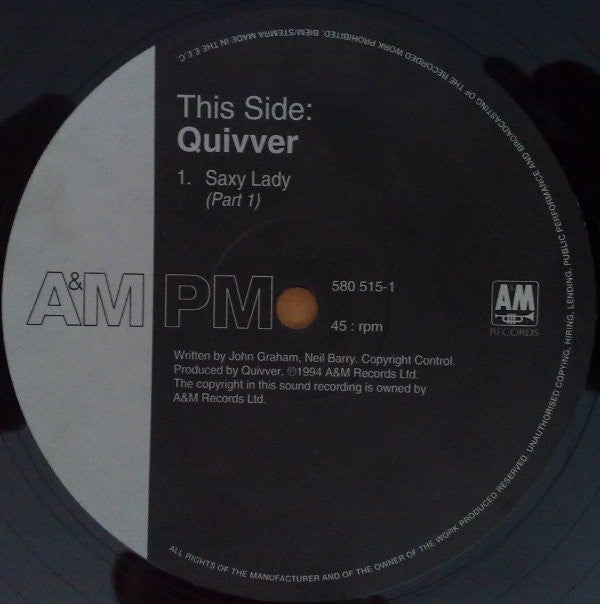 This Side:
Quivver
1. Saxy Lady
(Part 1)
A&M PM
580 515-1
45 : rpm
AM
RECORDS
Written by John Graham, Neil Barry. Copyright Control.
Produced by Quivver. ℗1994 A&M Records Ltd.
The copyright in this sound recording is owned by
A&M Records Ltd.
ALL RIGHTS OF THE MANUFACTURER AND OF THE OWNER OF THE WORK PRODUCED RESERVED. UNAUTHORISED COPYING, HIRING, LENDING, PUBLIC PERFORMANCE AND BROADCASTING OF THE RECORDED WORK PROHIBITED. BIEM/STEMRA MADE IN THE E.E.C.